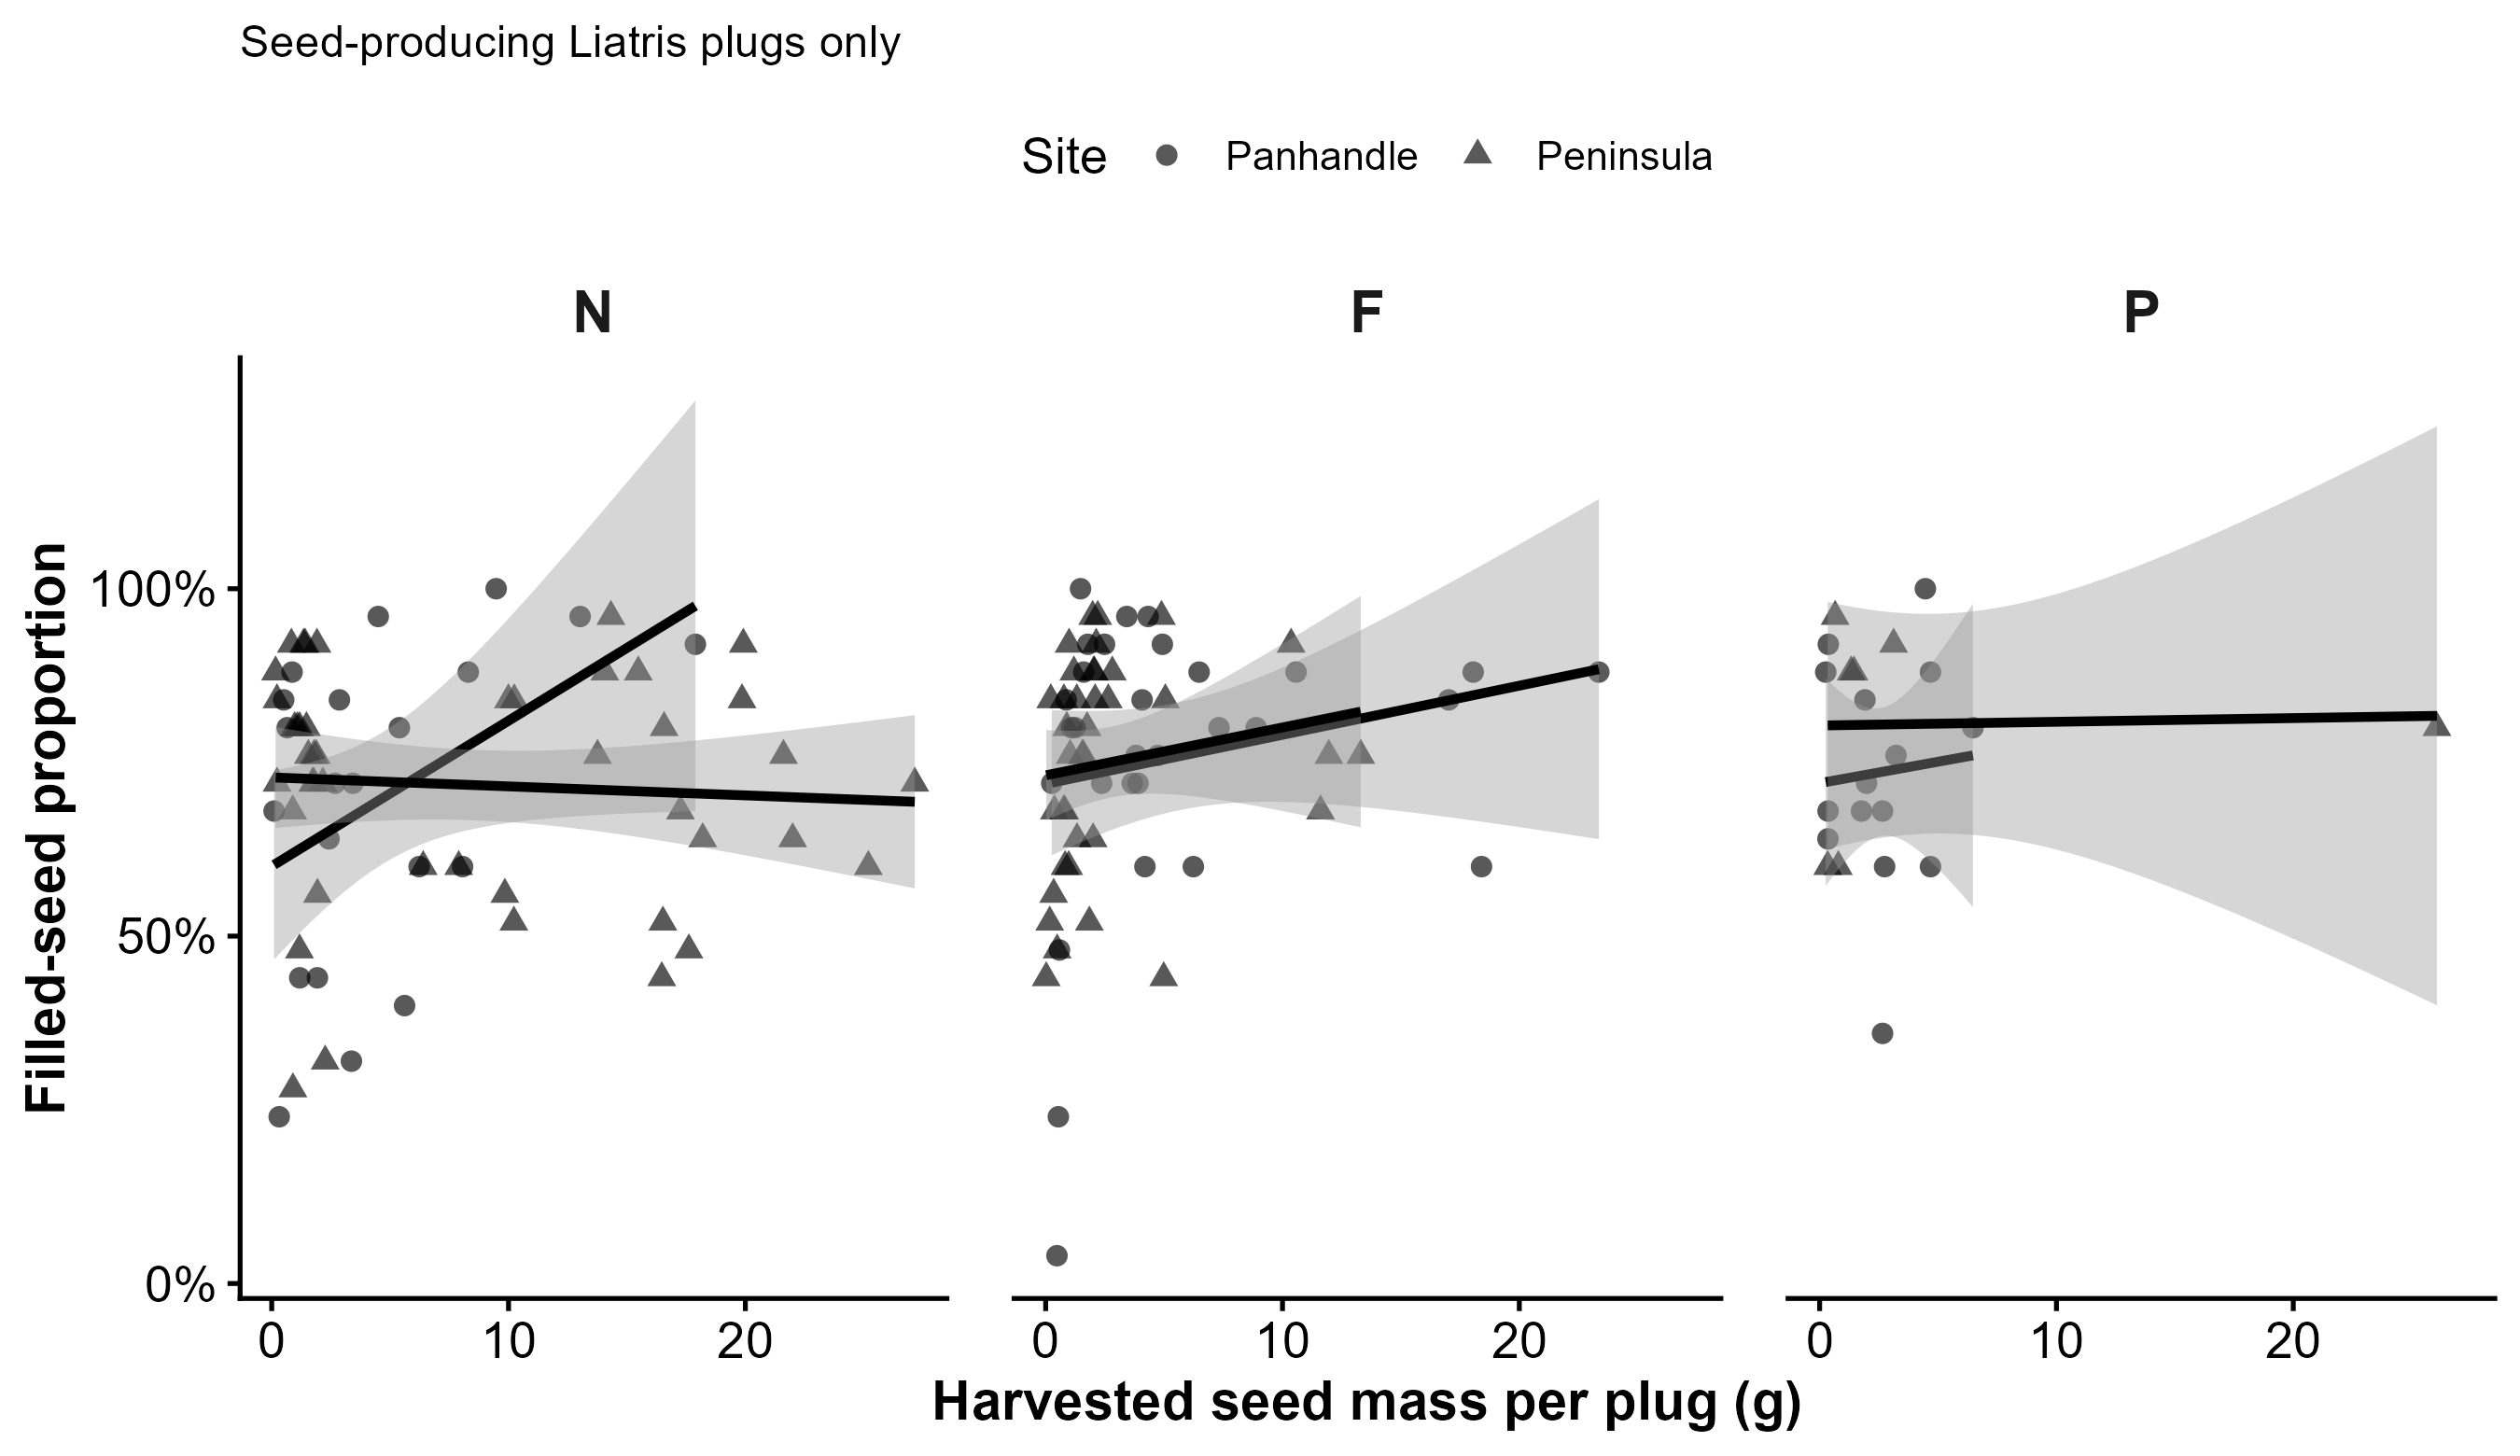 Seed-producing Liatris plugs only
Site Panhandle Peninsula
N F P
Filled-seed proportion
100%
50%
0%
0 10 20 0 10 20 0 10 20
Harvested seed mass per plug (g)